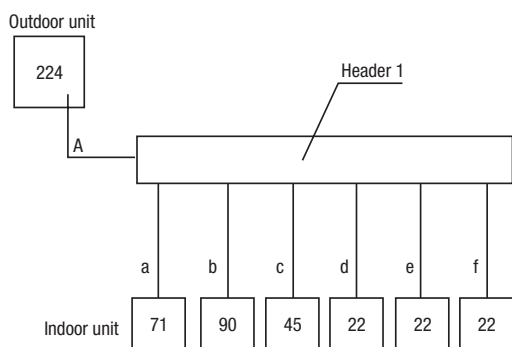 Outdoor unit
224
Header 1
A
a b c d e f
Indoor unit 71 90 45 22 22 22